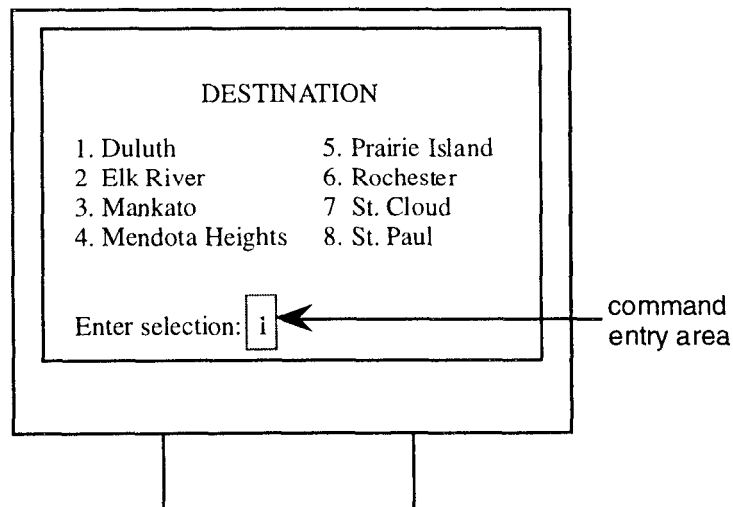 DESTINATION
1. Duluth
2 Elk River
3. Mankato
4. Mendota Heights
5. Prairie Island
6. Rochester
7 St. Cloud
8. St. Paul
Enter selection: i
command
entry area